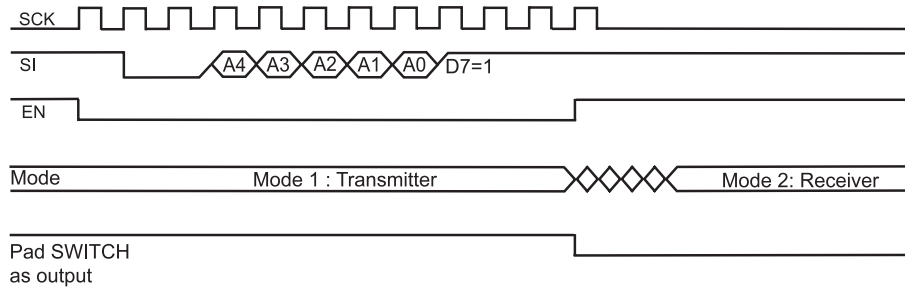 SCK
SI
A4 A3 A2 A1 A0 D7=1
EN
Mode
Mode 1 : Transmitter
Mode 2: Receiver
Pad SWITCH
as output